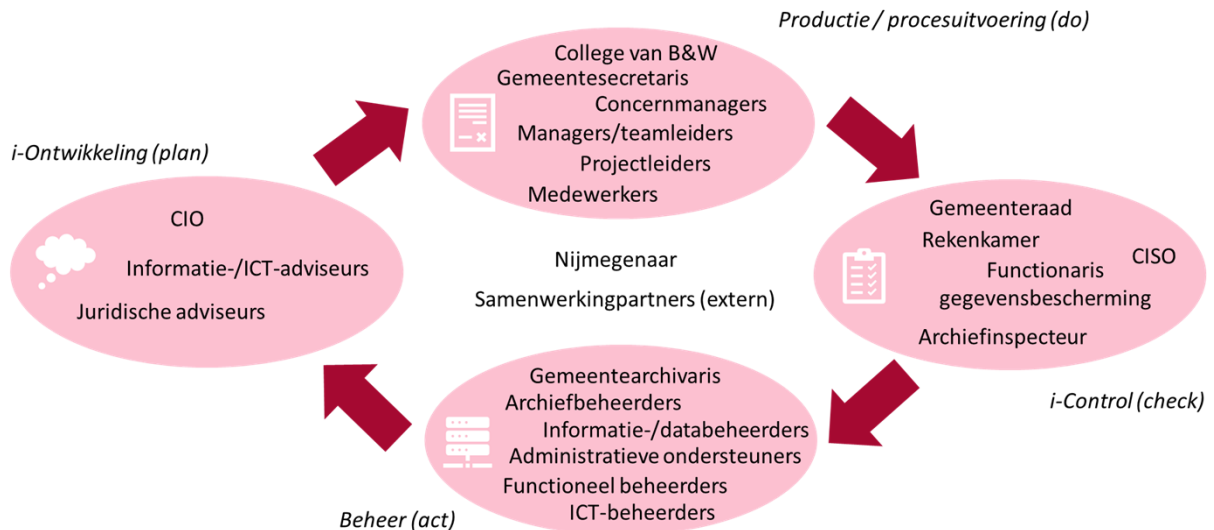 Productie / procesuitvoering (do)
College van B&W
Gemeentesecretaris
Concernmanagers
Managers/teamleiders
Projectleiders
Medewerkers
i-Ontwikkeling (plan)
CIO
Informatie-/ICT-adviseurs
Juridische adviseurs
Nijmegenaar
Samenwerkingpartners (extern)
Gemeenteraad
Rekenkamer
CISO
Functionaris
gegevensbescherming
Archiefinspecteur
i-Control (check)
Gemeentearchivaris
Archiefbeheerders
Informatie-/databeheerders
Administratieve ondersteuners
Functioneel beheerders
ICT-beheerders
Beheer (act)